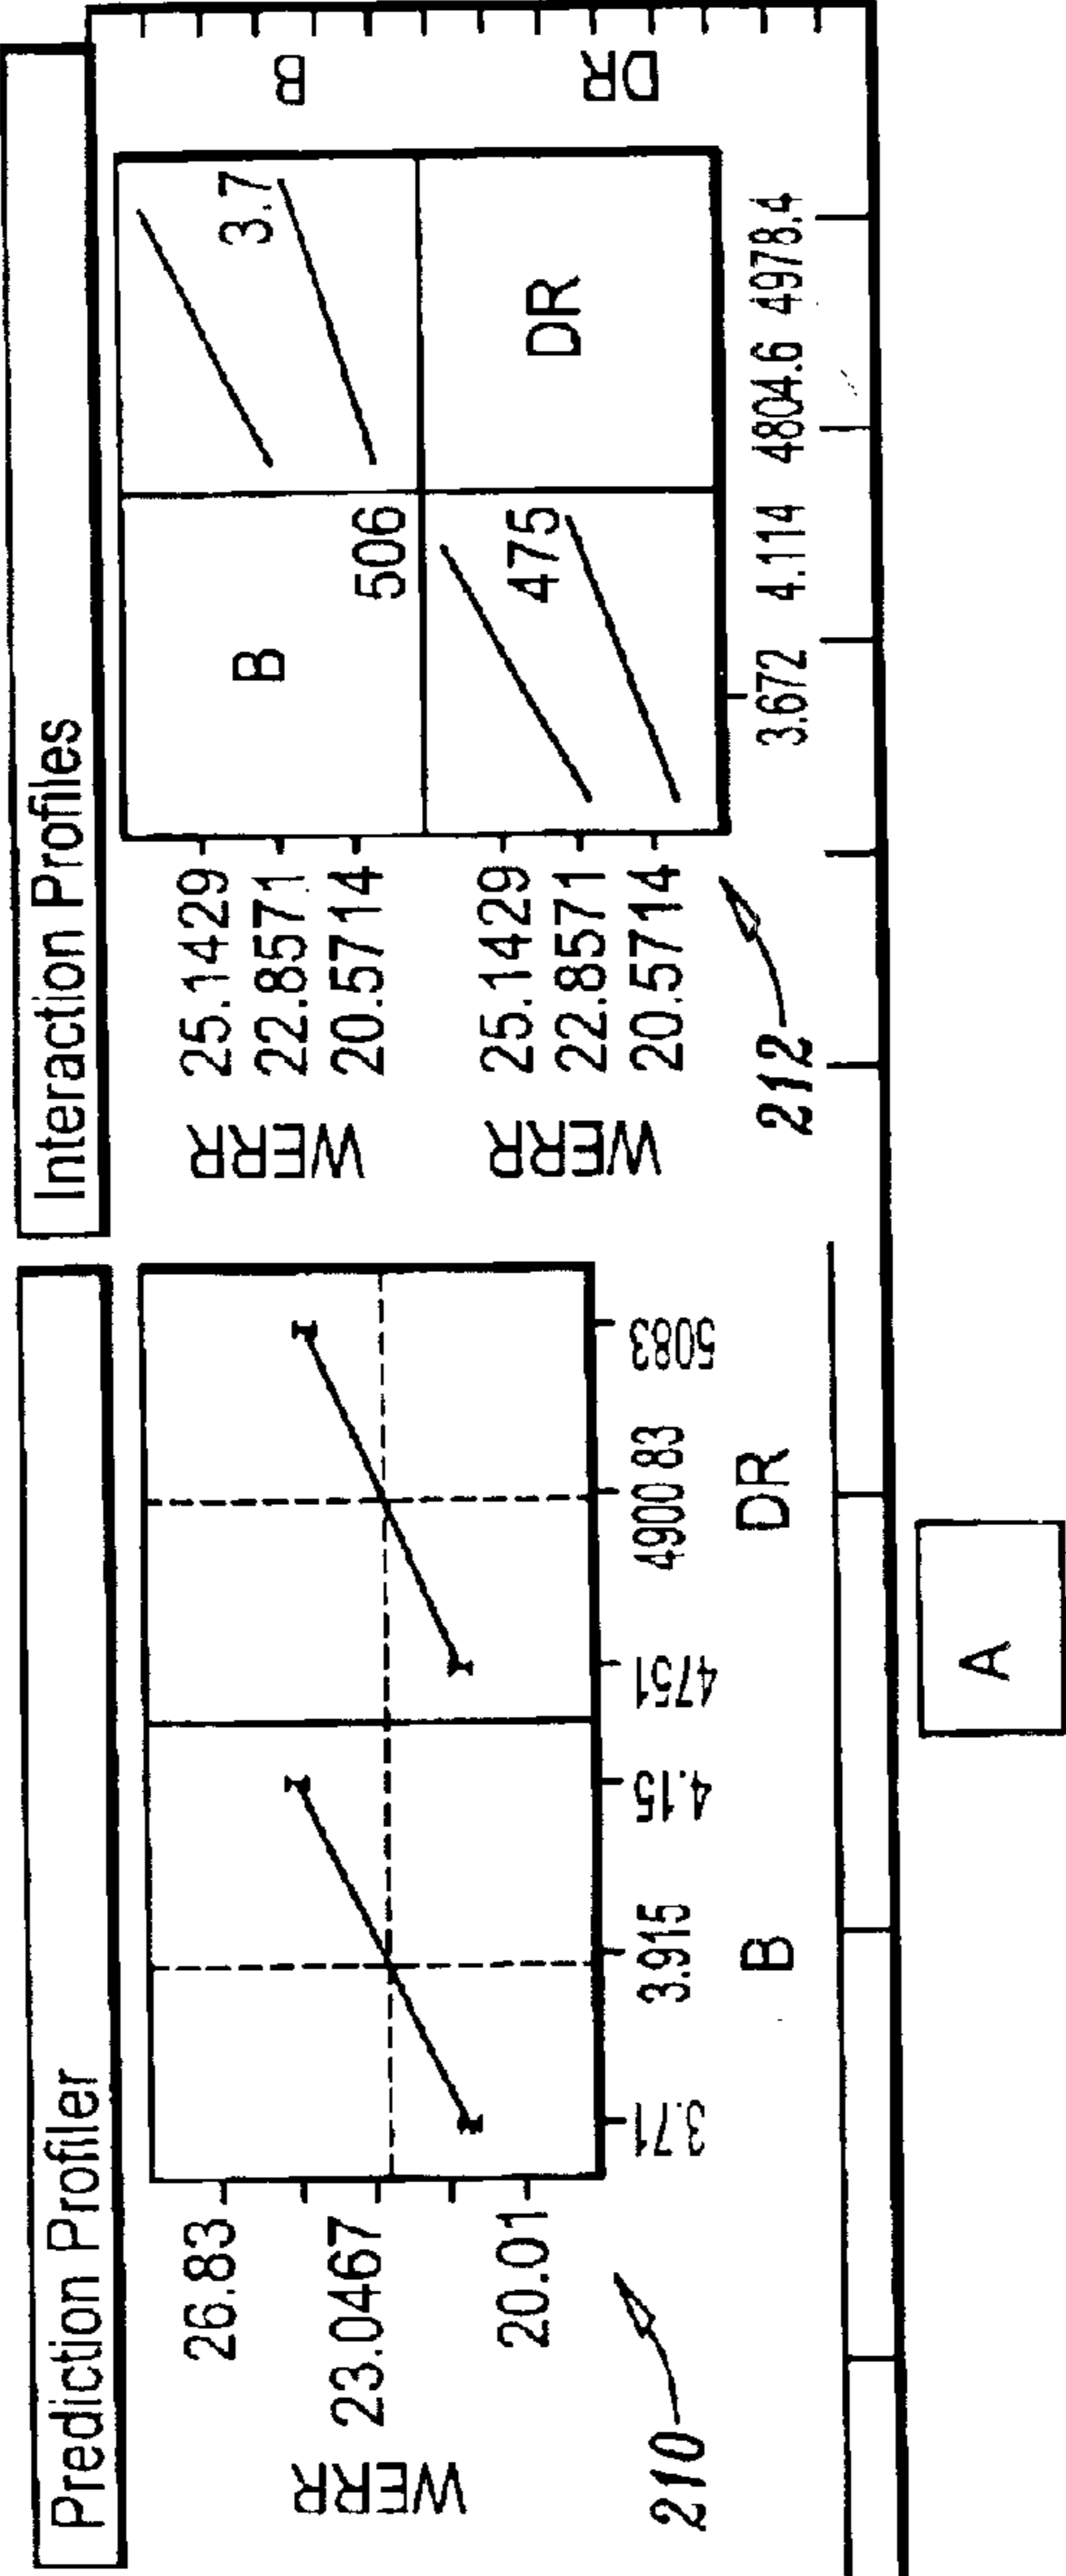 Prediction Profiler
WERR
26.83
23.0467
20.01
3.71
3.915
4.15
4751
4900.83
5083
B
DR
210
Interaction Profiles
WERR
25.1429
22.8571
20.5714
WERR
25.1429
22.8571
20.5714
B
3.7
506
475
DR
B
DR
3.672
4.114
4804.6
4978.4
212
A